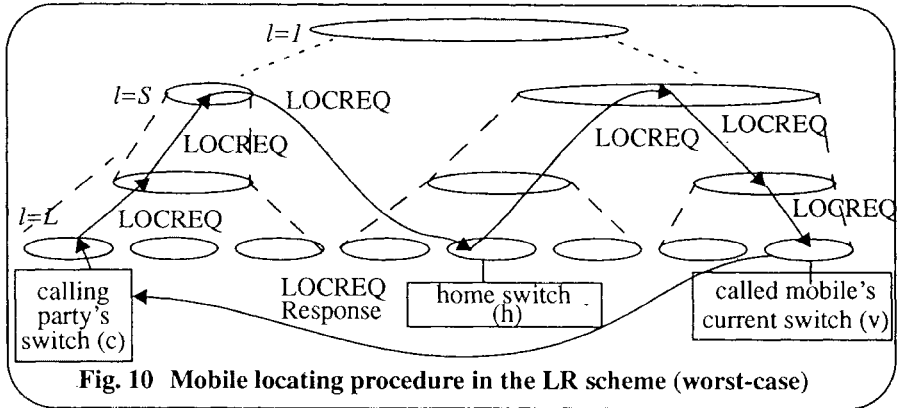 l=1
l=S
LOCREQ
LOCREQ
LOCREQ
LOCREQ
LOCREQ
l=L
LOCREQ
LOCREQ
Response
calling
party's
switch (c)
home switch
(h)
called mobile's
current switch (v)
Fig. 10 Mobile locating procedure in the LR scheme (worst-case)